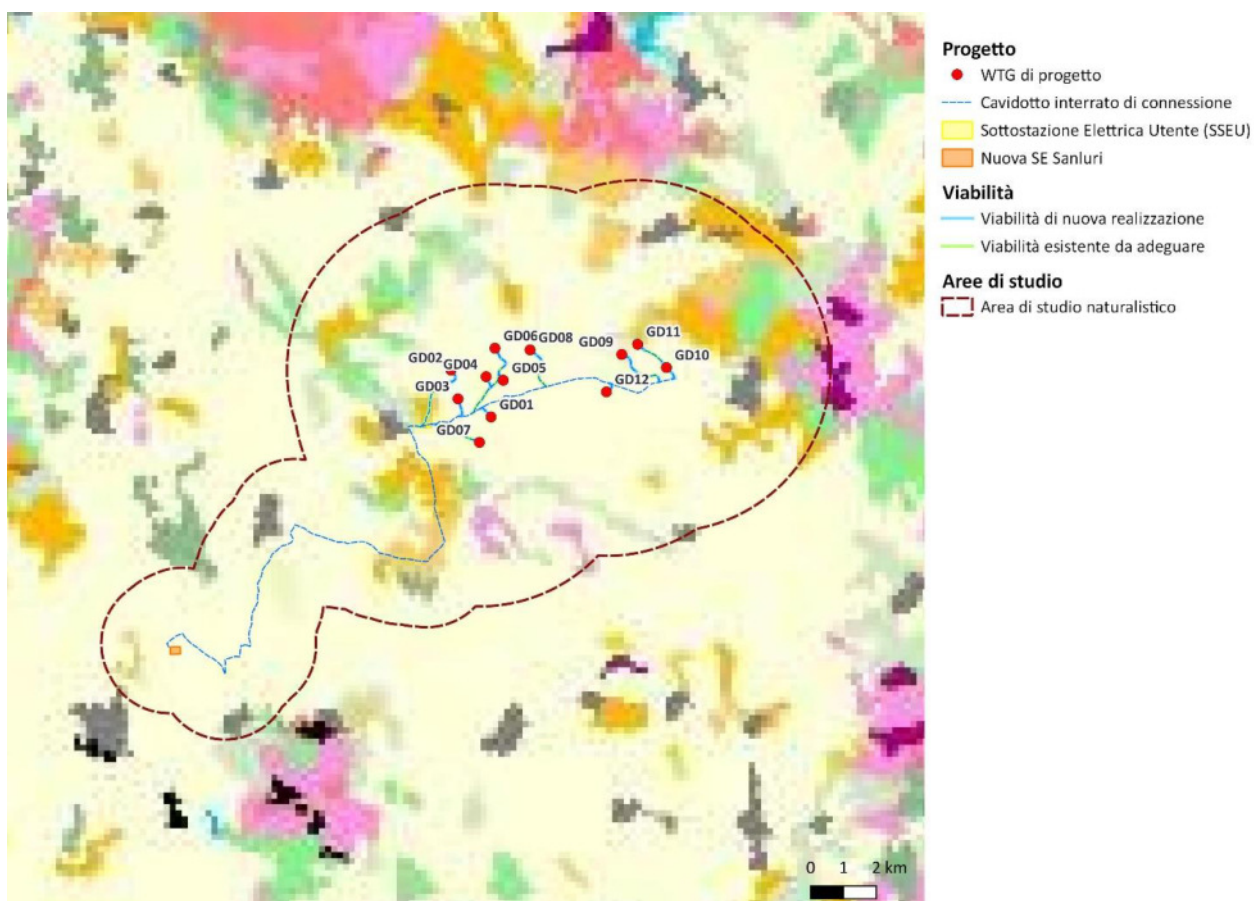 Progetto
WTG di progetto
Cavidotto interrato di connessione
Sottostazione Elettrica Utente (SSEU)
Nuova SE Sanluri
Viabilità
Viabilità di nuova realizzazione
Viabilità esistente da adeguare
Aree di studio
Area di studio naturalistico
GD06 GD08 GD09 GD11
GD02 GD04 GD10
GD05
GD03 GD12
GD01
GD07
0 1 2 km